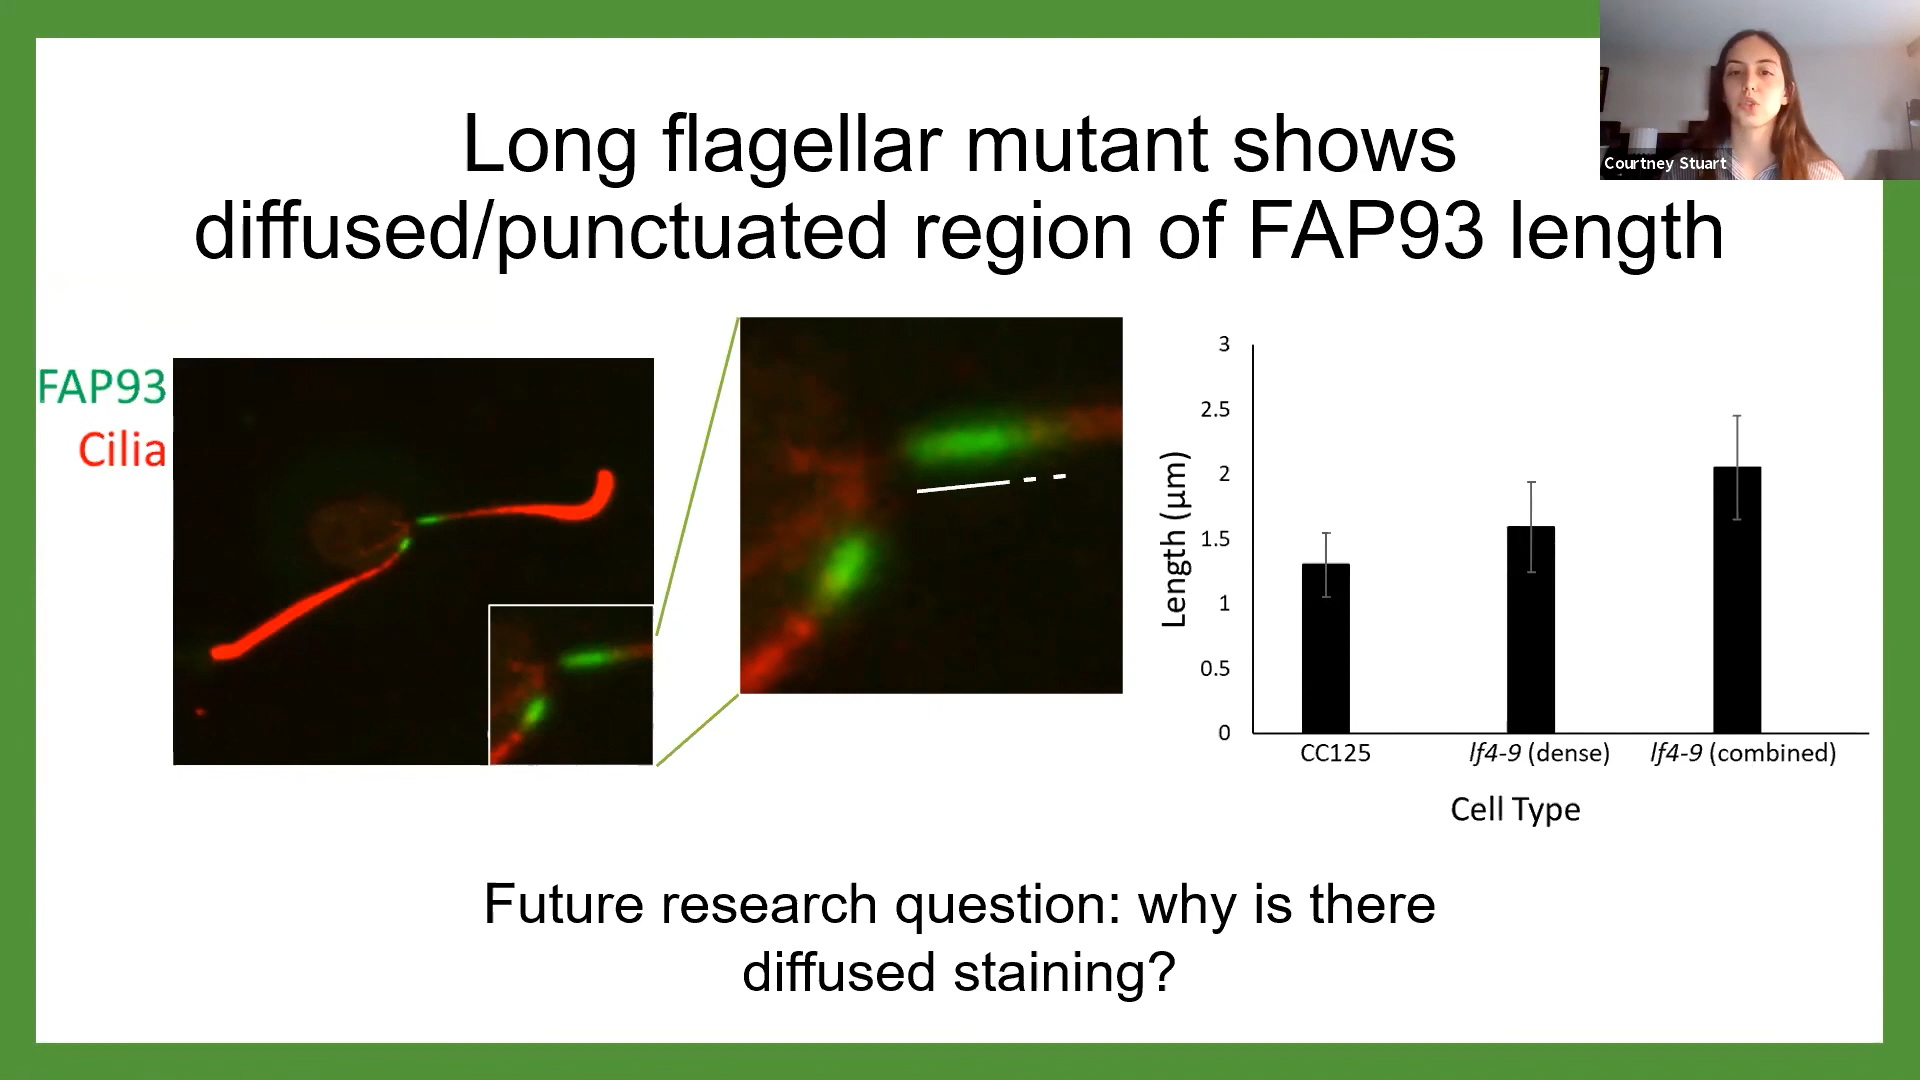 Courtney Stuart
Long flagellar mutant shows
diffused/punctuated region of FAP93 length
FAP93
Cilia
3
2.5
2
1.5
1
0.5
0
Length (μm)
CC125
lf4-9 (dense)
lf4-9 (combined)
Cell Type
Future research question: why is there
diffused staining?